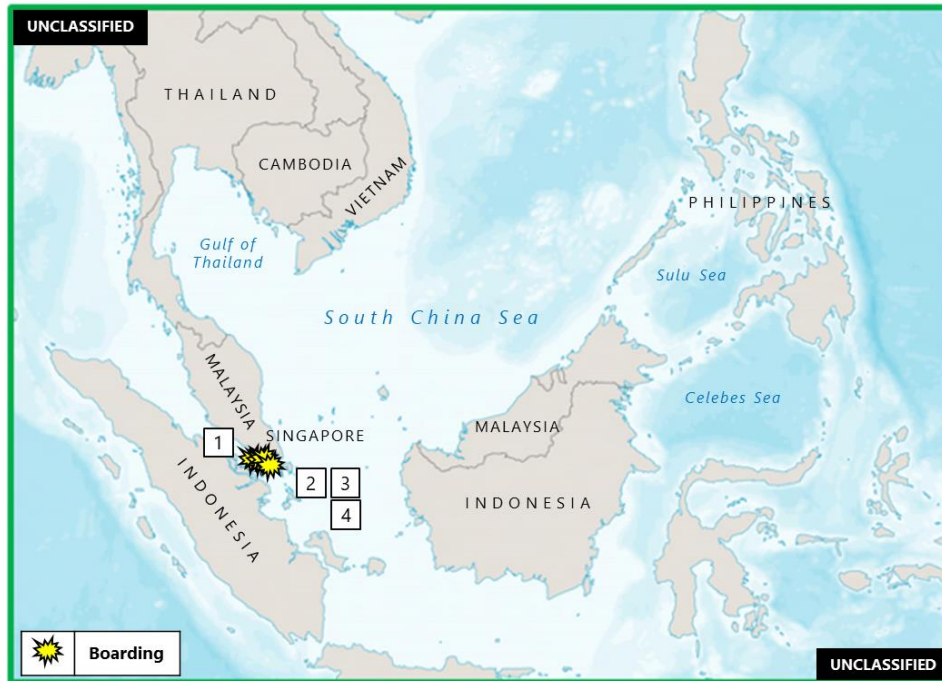 UNCLASSIFIED
THAILAND
CAMBODIA
VIETNAM
PHILIPPINES
Gulf of
Thailand
Sulu Sea
South China Sea
MALAYSIA
Celebes Sea
1
SINGAPORE
MALAYSIA
INDONESIA
2 3
4
INDONESIA
Boarding
UNCLASSIFIED